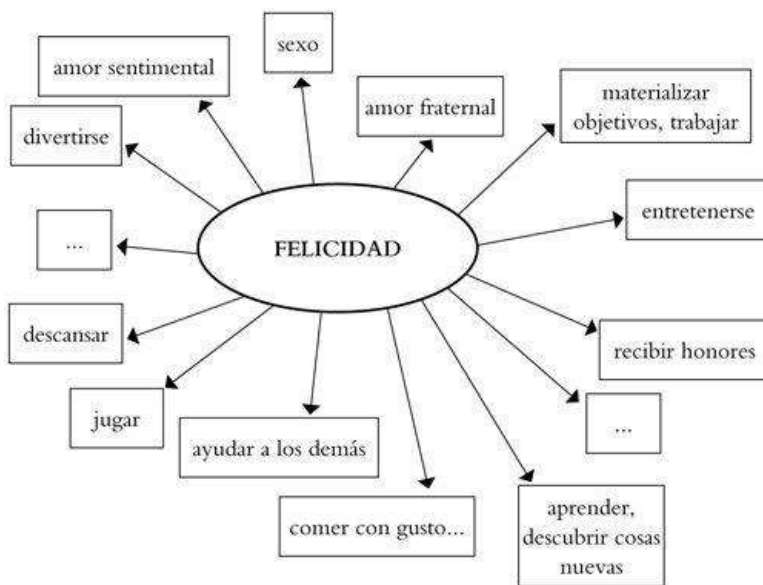 sexo
amor sentimental
amor fraternal
materializar
objetivos, trabajar
divertirse
entretenerse
...
FELICIDAD
descansar
recibir honores
jugar
...
ayudar a los demás
comer con gusto...
aprender,
descubrir cosas
nuevas